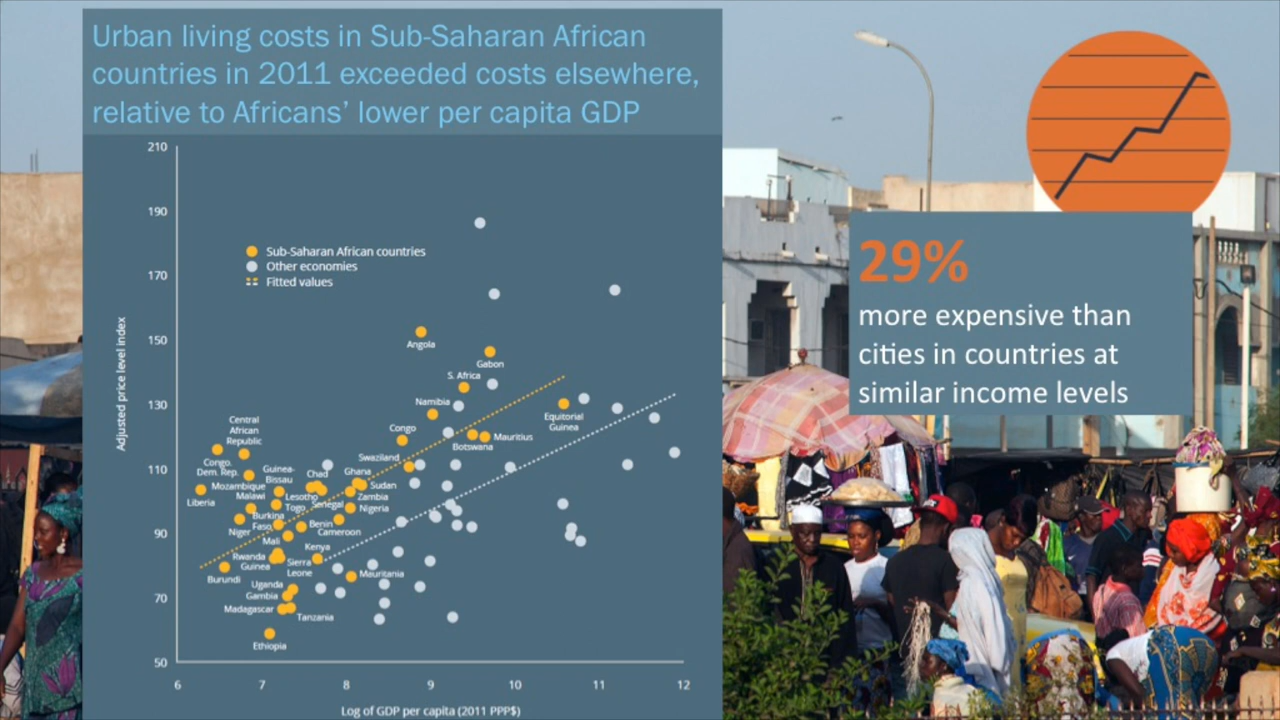 Urban living costs in Sub-Saharan African
countries in 2011 exceeded costs elsewhere,
relative to Africans' lower per capita GDP
210
190
170
150
130
110
90
70
50
Adjusted price level index
Sub-Saharan African countries
Other economies
Fitted values
Angola
Gabon
S. Africa
Namibia
Equitorial
Guinea
Central
African
Republic
Congo
Botswana
Mauritius
Swaziland
Congo.
Dem. Rep.
Guinea-
Bissau
Chad
Ghana
Mozambique
Sudan
Malawi
Lesotho
Zambia
Liberia
Togo
Senegal
Nigeria
Burkina
Faso
Niger
Benin
Cameroon
Mali
Kenya
Rwanda
Guinea
Sierra
Leone
Burundi
Mauritania
Uganda
Gambia
Madagascar
Tanzania
Ethiopia
6
7
8
9
10
11
12
Log of GDP per capita (2011 PPP$)
29%
more expensive than
cities in countries at
similar income levels